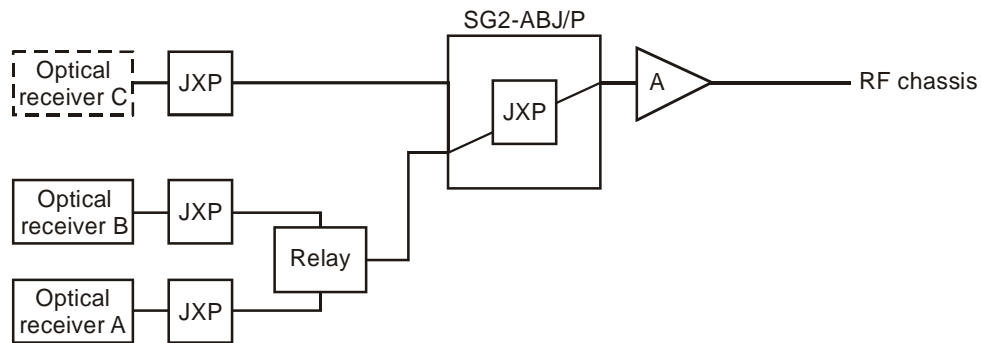 SG2-ABJ/P
Optical
receiver C
JXP
JXP
A
RF chassis
Optical
receiver B
JXP
Relay
Optical
receiver A
JXP